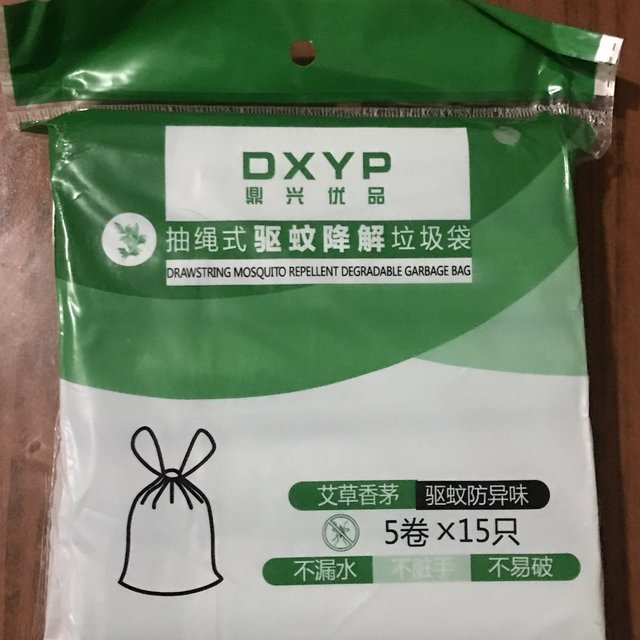 DXYP
鼎兴优品
抽绳式驱蚊降解垃圾袋
DRAWSTRING MOSQUITO REPELLENT DEGRADABLE GARBAGE BAG
艾草香茅 驱蚊防异味
5卷×15只
不漏水 不脏手 不易破